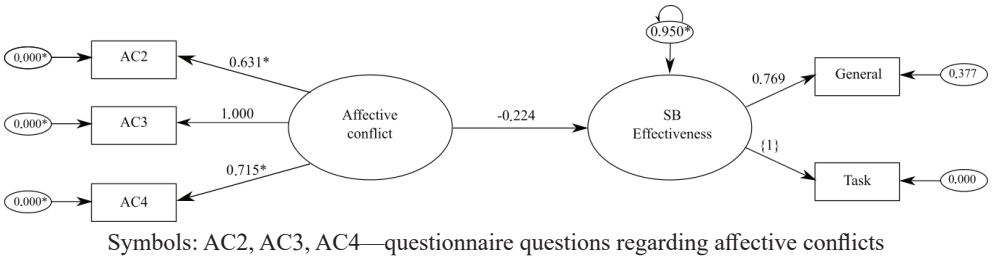 0.950*
0.000*
AC2
0.631*
0.769
General
0.377
0.000*
AC3
1.000
Affective
conflict
-0.224
SB
Effectiveness
{1}
0.715*
0.000*
AC4
Task
0.000
Symbols: AC2, AC3, AC4—questionnaire questions regarding affective conflicts